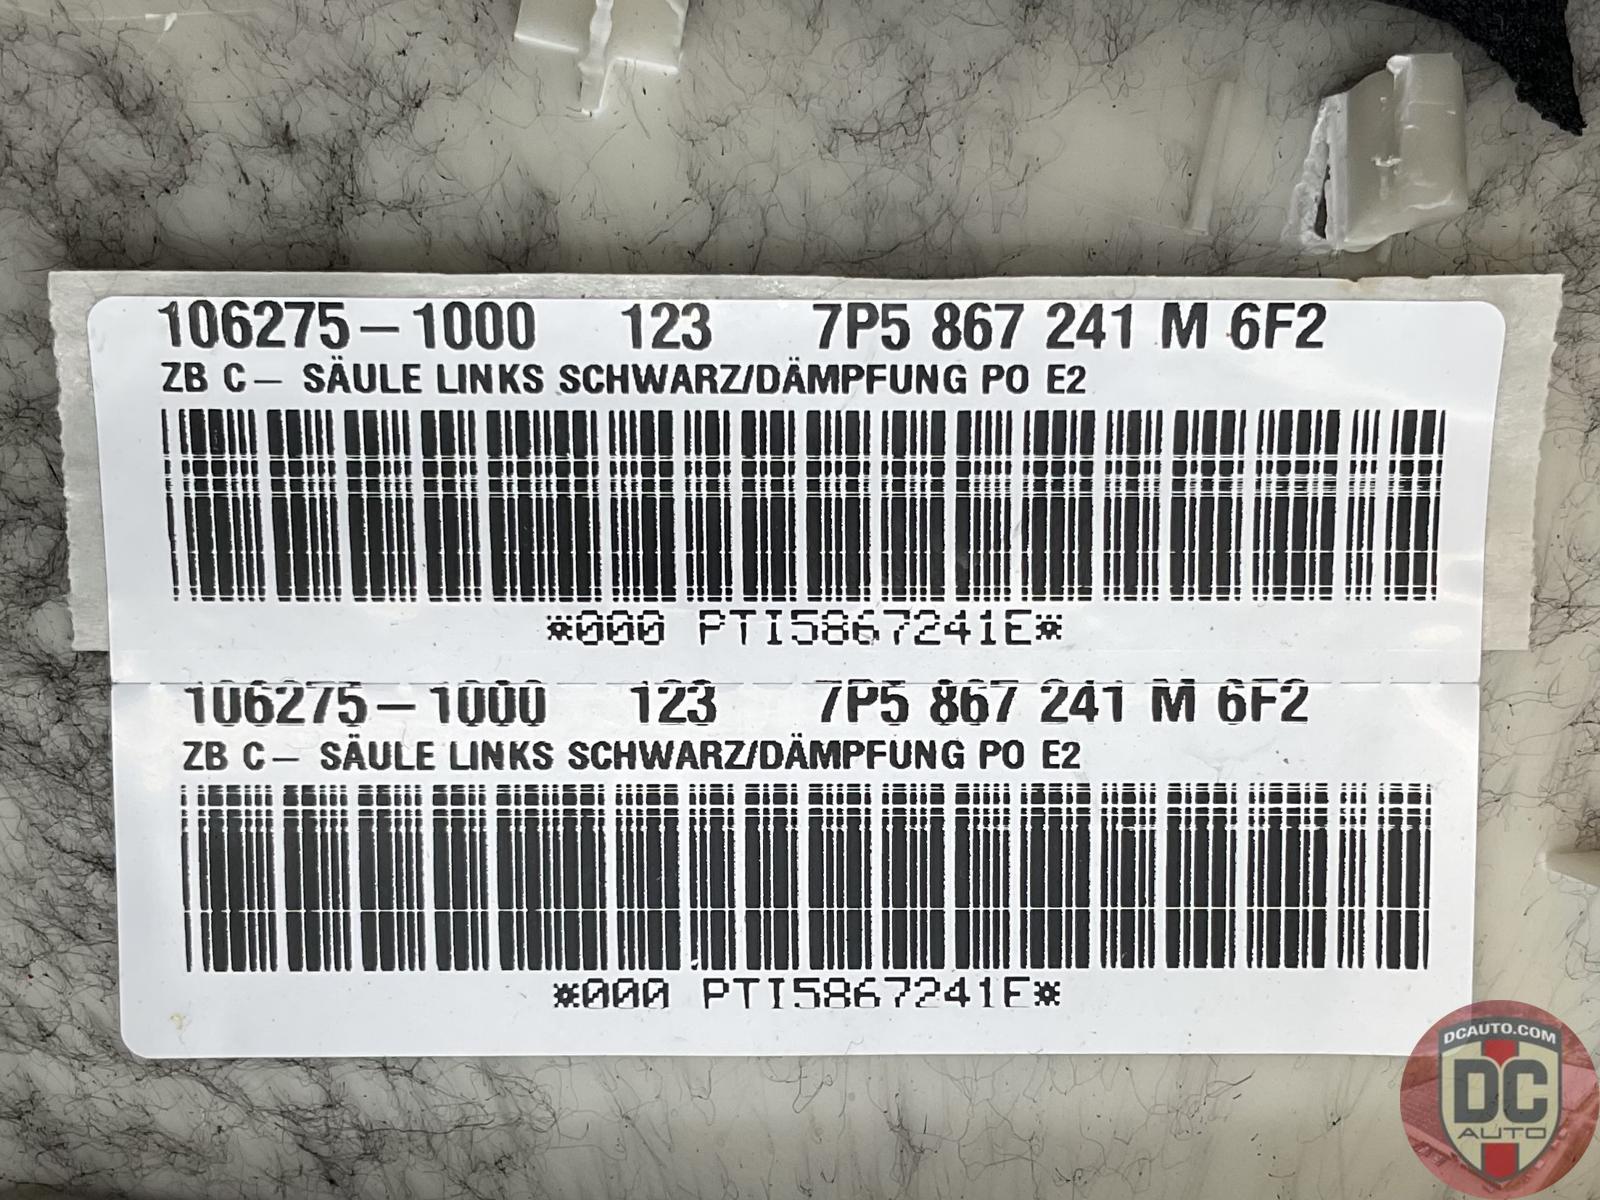 106275-1000 123 7P5 867 241 M 6F2
ZB C- SÄULE LINKS SCHWARZ/DÄMPFUNG PO E2
*000 PTI5867241E*
106275-1000 123 7P5 867 241 M 6F2
ZB C- SÄULE LINKS SCHWARZ/DÄMPFUNG PO E2
*000 PTI5867241E*
DCAUTO.COM
DC
AUTO